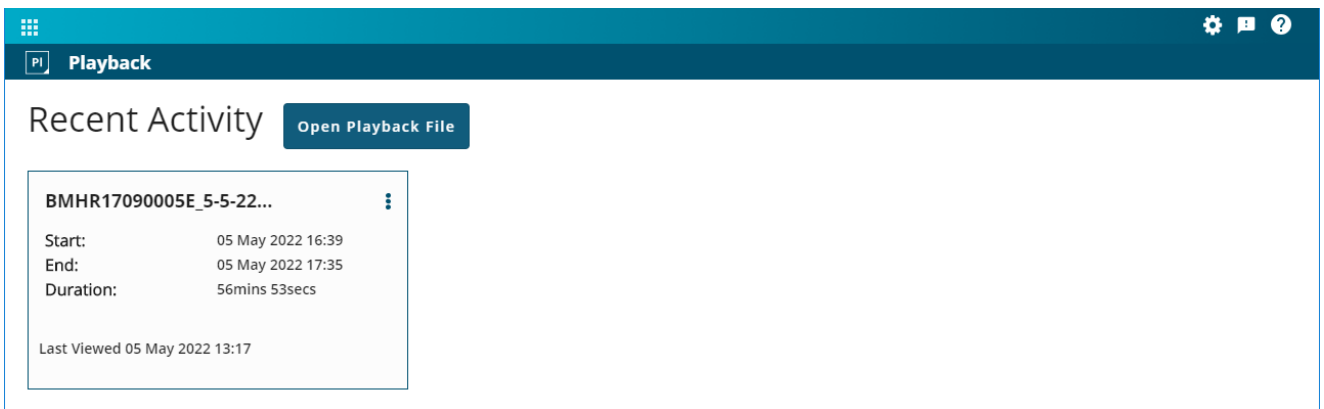 PI Playback
Recent Activity Open Playback File
BMHR17090005E_5-5-22...
Start: 05 May 2022 16:39
End: 05 May 2022 17:35
Duration: 56mins 53secs
Last Viewed 05 May 2022 13:17